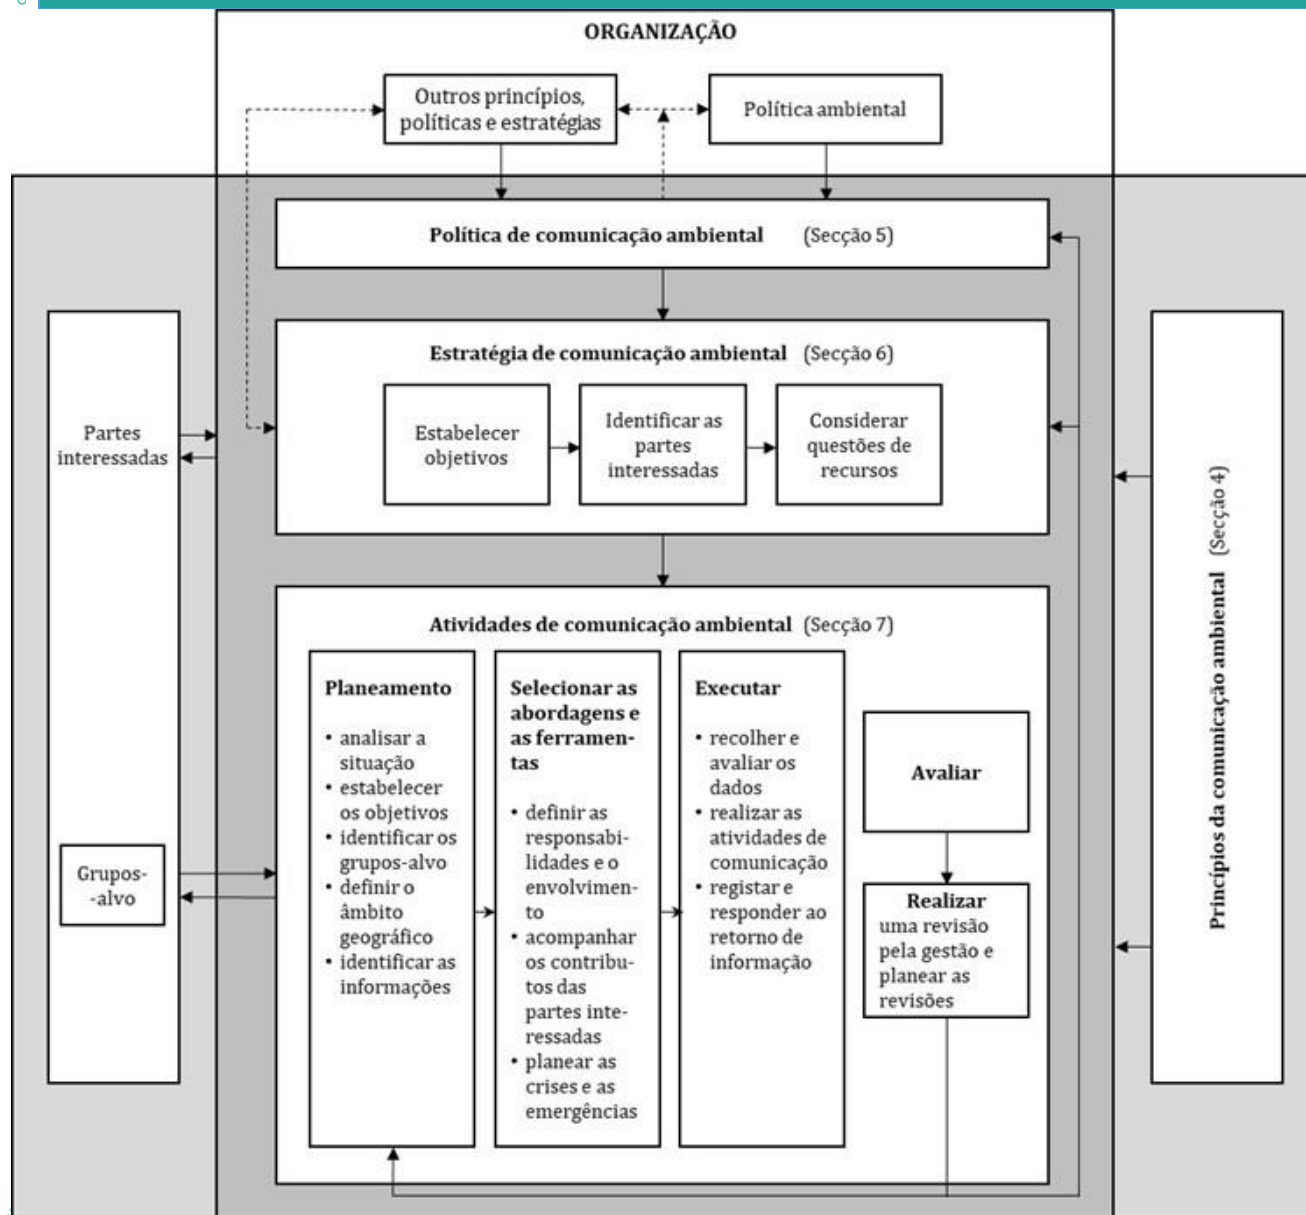 ORGANIZAÇÃO
Outros princípios,
políticas e estratégias
Política ambiental
Política de comunicação ambiental (Secção 5)
Estratégia de comunicação ambiental (Secção 6)
Estabelecer
objetivos
Identificar as
partes
interessadas
Considerar
questões de
recursos
Partes
interessadas
Grupos-
-alvo
Atividades de comunicação ambiental (Secção 7)
Planeamento
• analisar a
situação
• estabelecer
os objetivos
• identificar os
grupos-alvo
• definir o
âmbito
geográfico
• identificar as
informações
Selecionar as
abordagens e
as ferramen-
tas
• definir as
responsabi-
lidades e o
envolvimen-
to
• acompanhar
os contribu-
tos das
partes inte-
ressadas
• planear as
crises e as
emergências
Executar
• recolher e
avaliar os
dados
• realizar as
atividades de
comunicação
• registar e
responder ao
retorno de
informação
Avaliar
Realizar
uma revisão
pela gestão e
planear as
revisões
Princípios da comunicação ambiental (Secção 4)